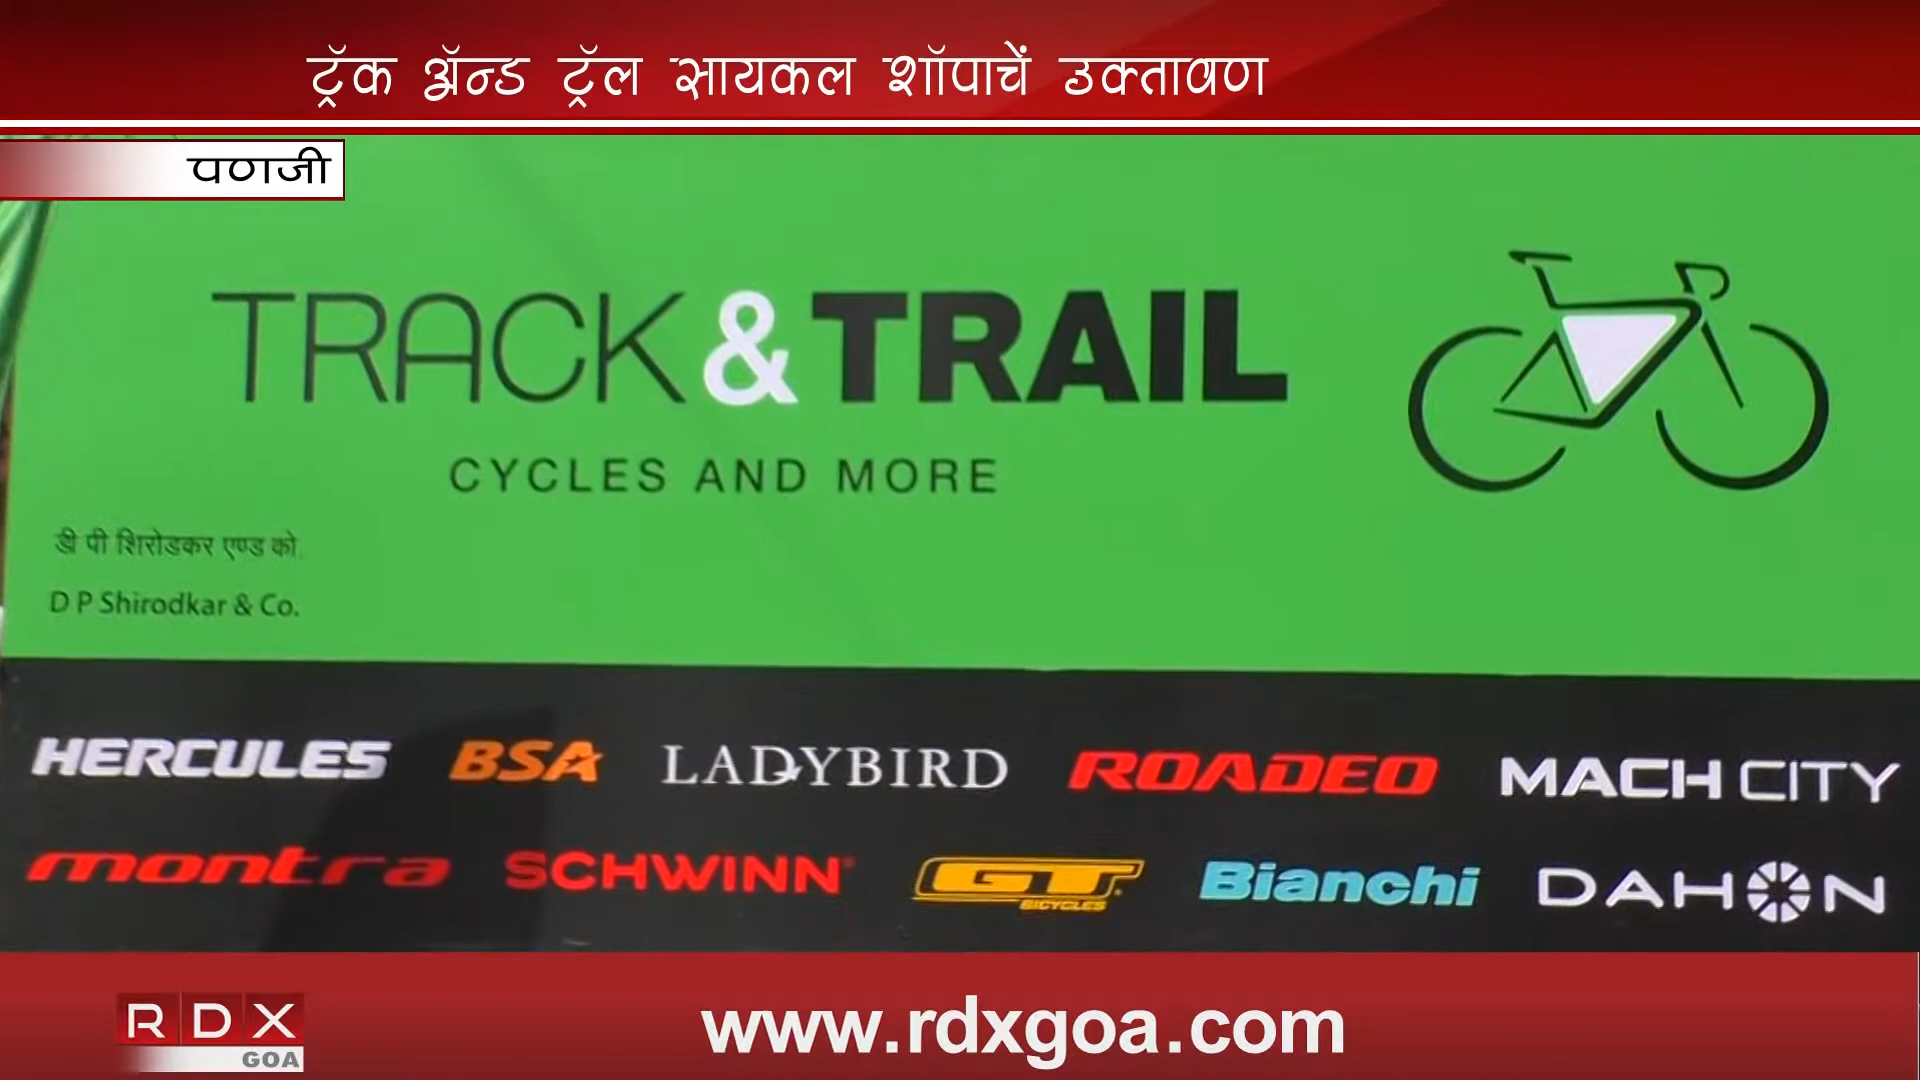 ट्रॅक ॲन्ड ट्रॅल सायकल शॉपाचें उक्तावण
पणजी
TRACK & TRAIL
CYCLES AND MORE
डी पी शिरोडकर एण्ड को.
D P Shirodkar & Co.
HERCULES BSA LADYBIRD ROADEO MACH CITY
montra SCHWINN GT BICYCLES Bianchi DAHON
RDX
GOA
www.rdxgoa.com